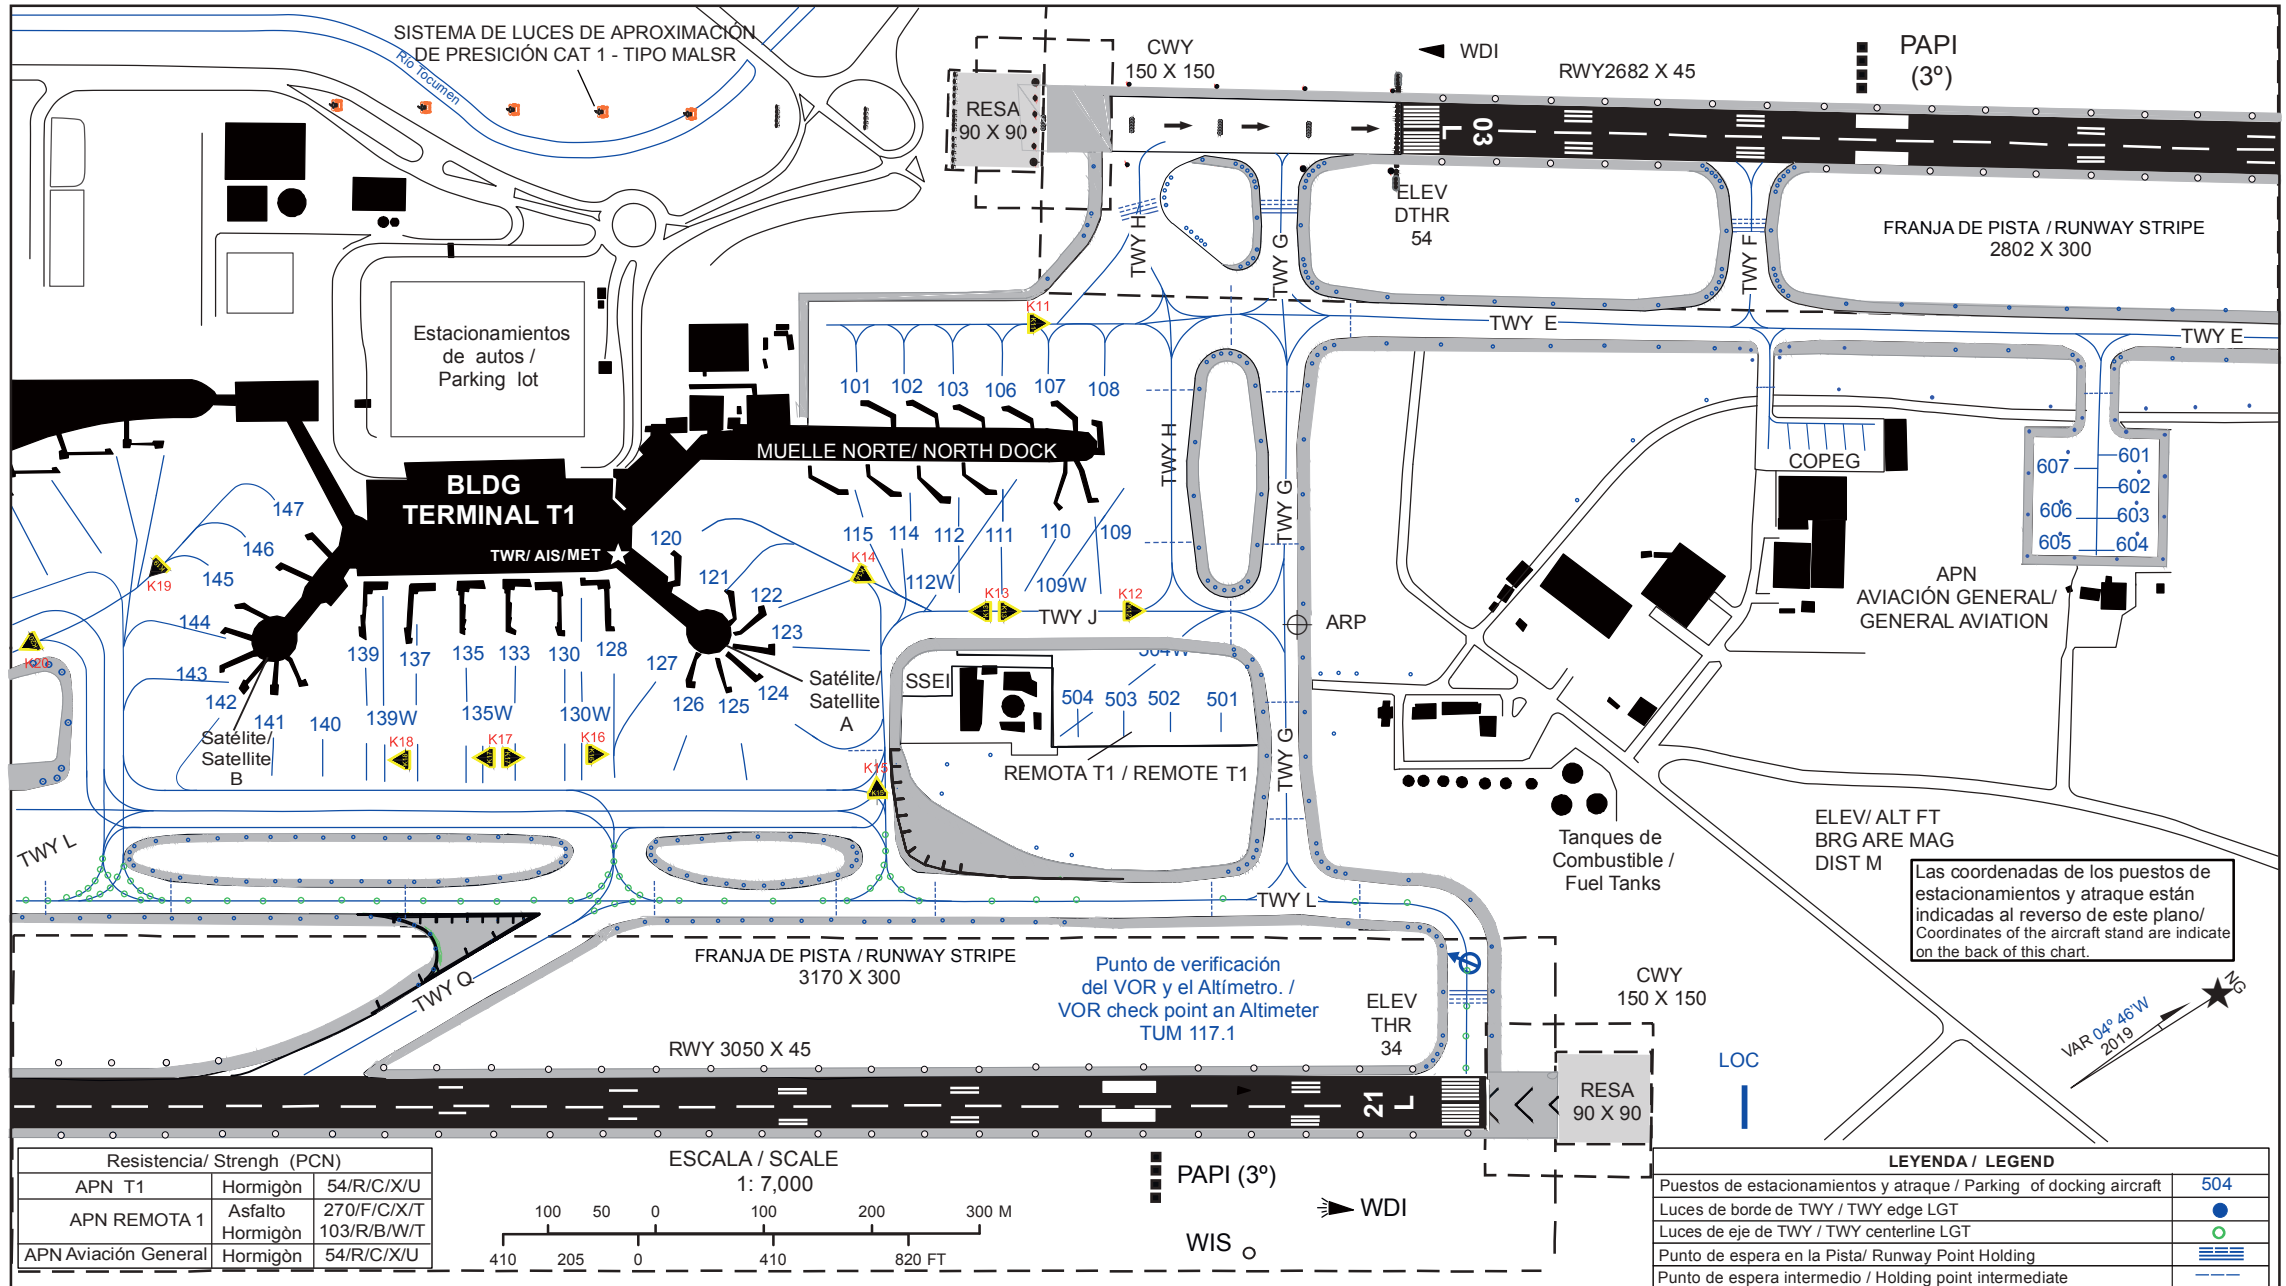 SISTEMA DE LUCES DE APROXIMACIÓN
DE PRESICIÓN CAT 1 - TIPO MALSR
Río Tocumen
CWY
150 X 150
WDI
RWY2682 X 45
PAPI
(3º)
RESA
90 X 90
03
L
ELEV
DTHR
54
TWY H
TWY G
TWY F
FRANJA DE PISTA / RUNWAY STRIPE
2802 X 300
K11
TWY E
TWY E
Estacionamientos
de autos /
Parking lot
101
102
103
106
107
108
MUELLE NORTE/ NORTH DOCK
TWY H
TWY G
COPEG
607
601
602
606
603
605
604
BLDG
TERMINAL T1
TWR/ AIS/MET
147
146
145
K19
144
143
142
141
140
K20
120
121
122
123
124
125
126
127
128
130
133
135
137
139
139W
135W
130W
K18
K17
K16
115
114
112
111
110
109
K14
112W
109W
K13
K12
TWY J
ARP
APN
AVIACIÓN GENERAL/
GENERAL AVIATION
Satélite/
Satellite
A
Satélite/
Satellite
B
SSEI
504W
504
503
502
501
REMOTA T1 / REMOTE T1
K15
TWY G
Tanques de
Combustible /
Fuel Tanks
ELEV/ ALT FT
BRG ARE MAG
DIST M
Las coordenadas de los puestos de
estacionamientos y atraque están
indicadas al reverso de este plano/
Coordinates of the aircraft stand are indicate
on the back of this chart.
TWY L
TWY L
TWY Q
FRANJA DE PISTA / RUNWAY STRIPE
3170 X 300
Punto de verificación
del VOR y el Altímetro. /
VOR check point an Altimeter
TUM 117.1
ELEV
THR
34
CWY
150 X 150
NG
VAR 04º 46'W
2019
LOC
RWY 3050 X 45
21
L
RESA
90 X 90
Resistencia/ Strengh (PCN)
APN T1 Hormigòn 54/R/C/X/U
APN REMOTA 1 Asfalto 270/F/C/X/T
Hormigòn 103/R/B/W/T
APN Aviación General Hormigòn 54/R/C/X/U
ESCALA / SCALE
1: 7,000
100 50 0 100 200 300 M
410 205 0 410 820 FT
PAPI (3º)
WDI
WIS
LEYENDA / LEGEND
Puestos de estacionamientos y atraque / Parking of docking aircraft 504
Luces de borde de TWY / TWY edge LGT
Luces de eje de TWY / TWY centerline LGT
Punto de espera en la Pista/ Runway Point Holding
Punto de espera intermedio / Holding point intermediate